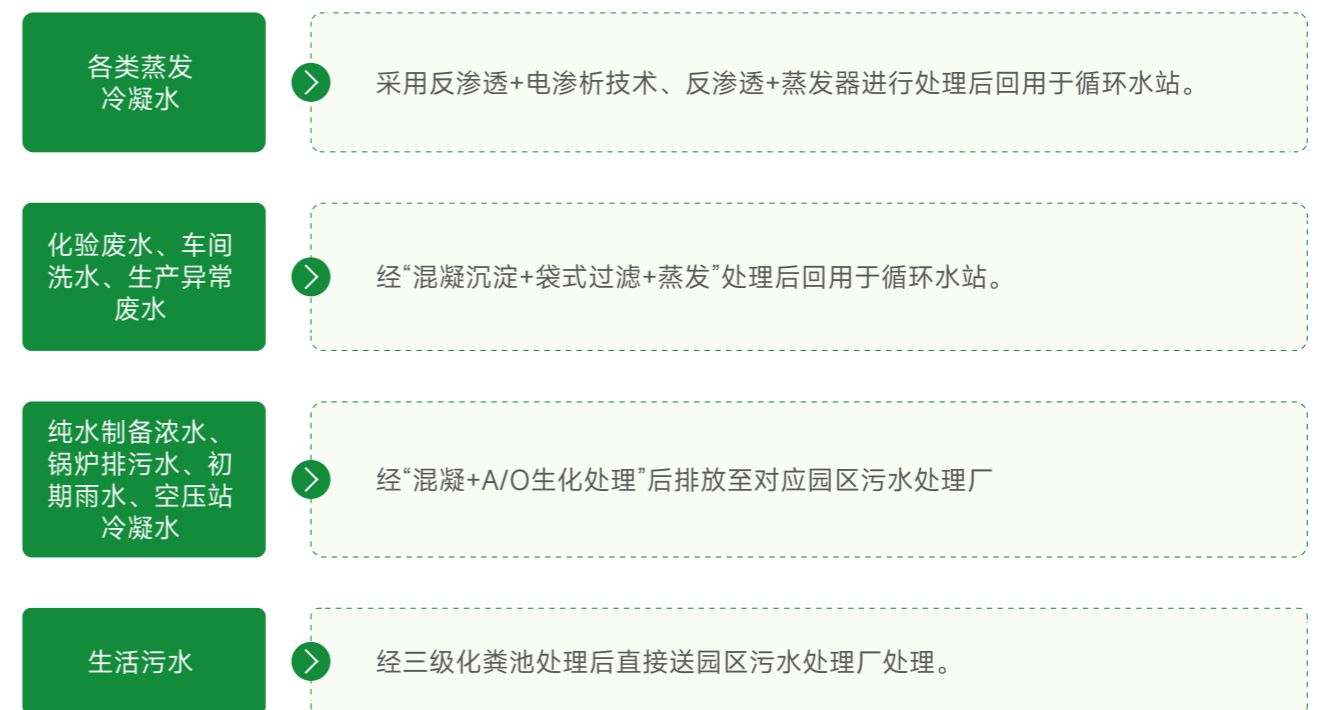 各类蒸发
冷凝水
采用反渗透+电渗析技术、反渗透+蒸发器进行处理后回用于循环水站。
化验废水、车间
洗水、生产异常
废水
经“混凝沉淀+袋式过滤+蒸发”处理后回用于循环水站。
纯水制备浓水、
锅炉排污水、初
期雨水、空压站
冷凝水
经“混凝+A/O生化处理”后排放至对应园区污水处理厂
生活污水
经三级化粪池处理后直接送园区污水处理厂处理。